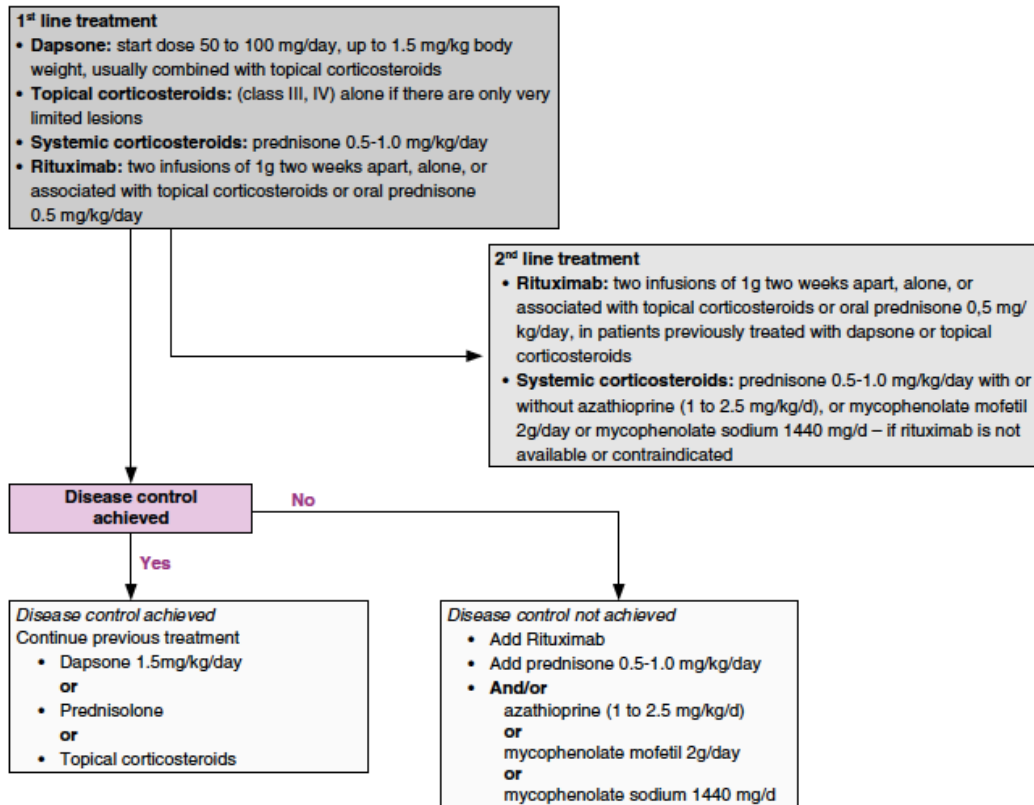 1st line treatment
• Dapsone: start dose 50 to 100 mg/day, up to 1.5 mg/kg body
weight, usually combined with topical corticosteroids
• Topical corticosteroids: (class III, IV) alone if there are only very
limited lesions
• Systemic corticosteroids: prednisone 0.5-1.0 mg/kg/day
• Rituximab: two infusions of 1g two weeks apart, alone, or
associated with topical corticosteroids or oral prednisone
0.5 mg/kg/day
2nd line treatment
• Rituximab: two infusions of 1g two weeks apart, alone, or
associated with topical corticosteroids or oral prednisone 0,5 mg/
kg/day, in patients previously treated with dapsone or topical
corticosteroids
• Systemic corticosteroids: prednisone 0.5-1.0 mg/kg/day with or
without azathioprine (1 to 2.5 mg/kg/d), or mycophenolate mofetil
2g/day or mycophenolate sodium 1440 mg/d – if rituximab is not
available or contraindicated
Disease control
achieved
No
Yes
Disease control achieved
Continue previous treatment
• Dapsone 1.5mg/kg/day
or
• Prednisolone
or
• Topical corticosteroids
Disease control not achieved
• Add Rituximab
• Add prednisone 0.5-1.0 mg/kg/day
• And/or
azathioprine (1 to 2.5 mg/kg/d)
or
mycophenolate mofetil 2g/day
or
mycophenolate sodium 1440 mg/d